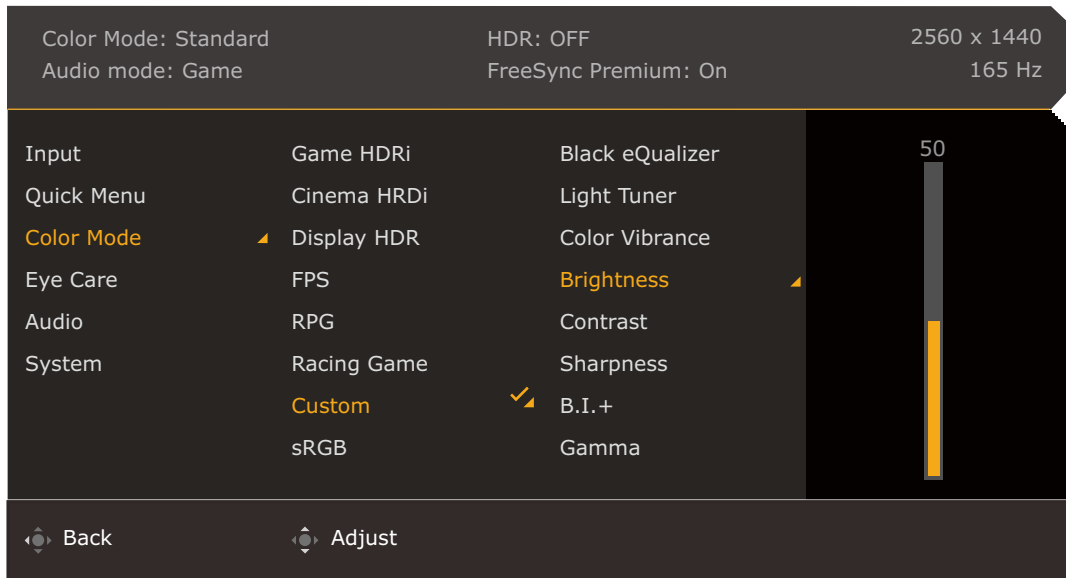 Color Mode: Standard
HDR: OFF
2560 x 1440
Audio mode: Game
FreeSync Premium: On
165 Hz
Input
Quick Menu
Color Mode
Eye Care
Audio
System
Game HDRi
Cinema HRDi
Display HDR
FPS
RPG
Racing Game
Custom
sRGB
Black eQualizer
Light Tuner
Color Vibrance
Brightness
Contrast
Sharpness
B.I.+
Gamma
50
Back
Adjust